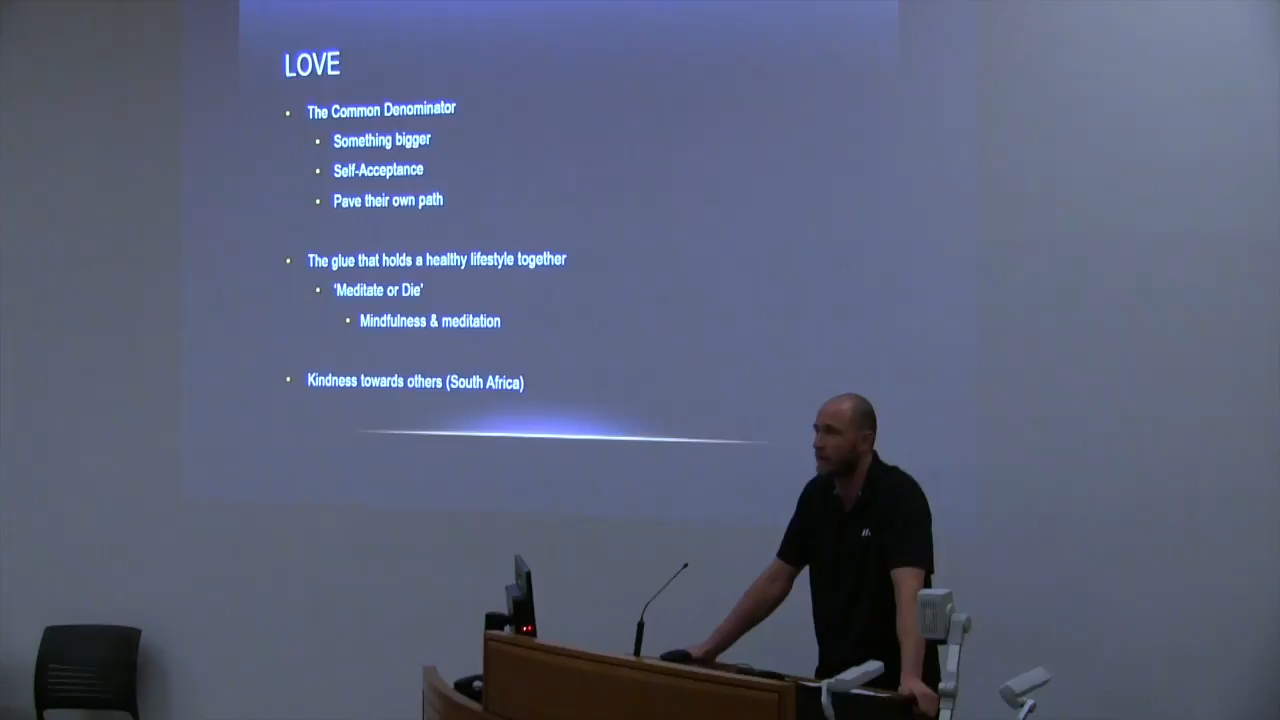 LOVE
• The Common Denominator
• Something bigger
• Self-Acceptance
• Pave their own path
• The glue that holds a healthy lifestyle together
• 'Meditate or Die'
• Mindfulness & meditation
• Kindness towards others (South Africa)